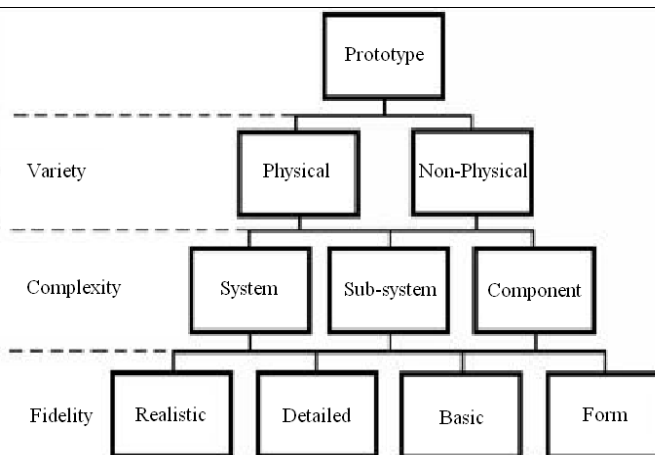 Prototype
Variety
Physical
Non-Physical
Complexity
System
Sub-system
Component
Fidelity
Realistic
Detailed
Basic
Form